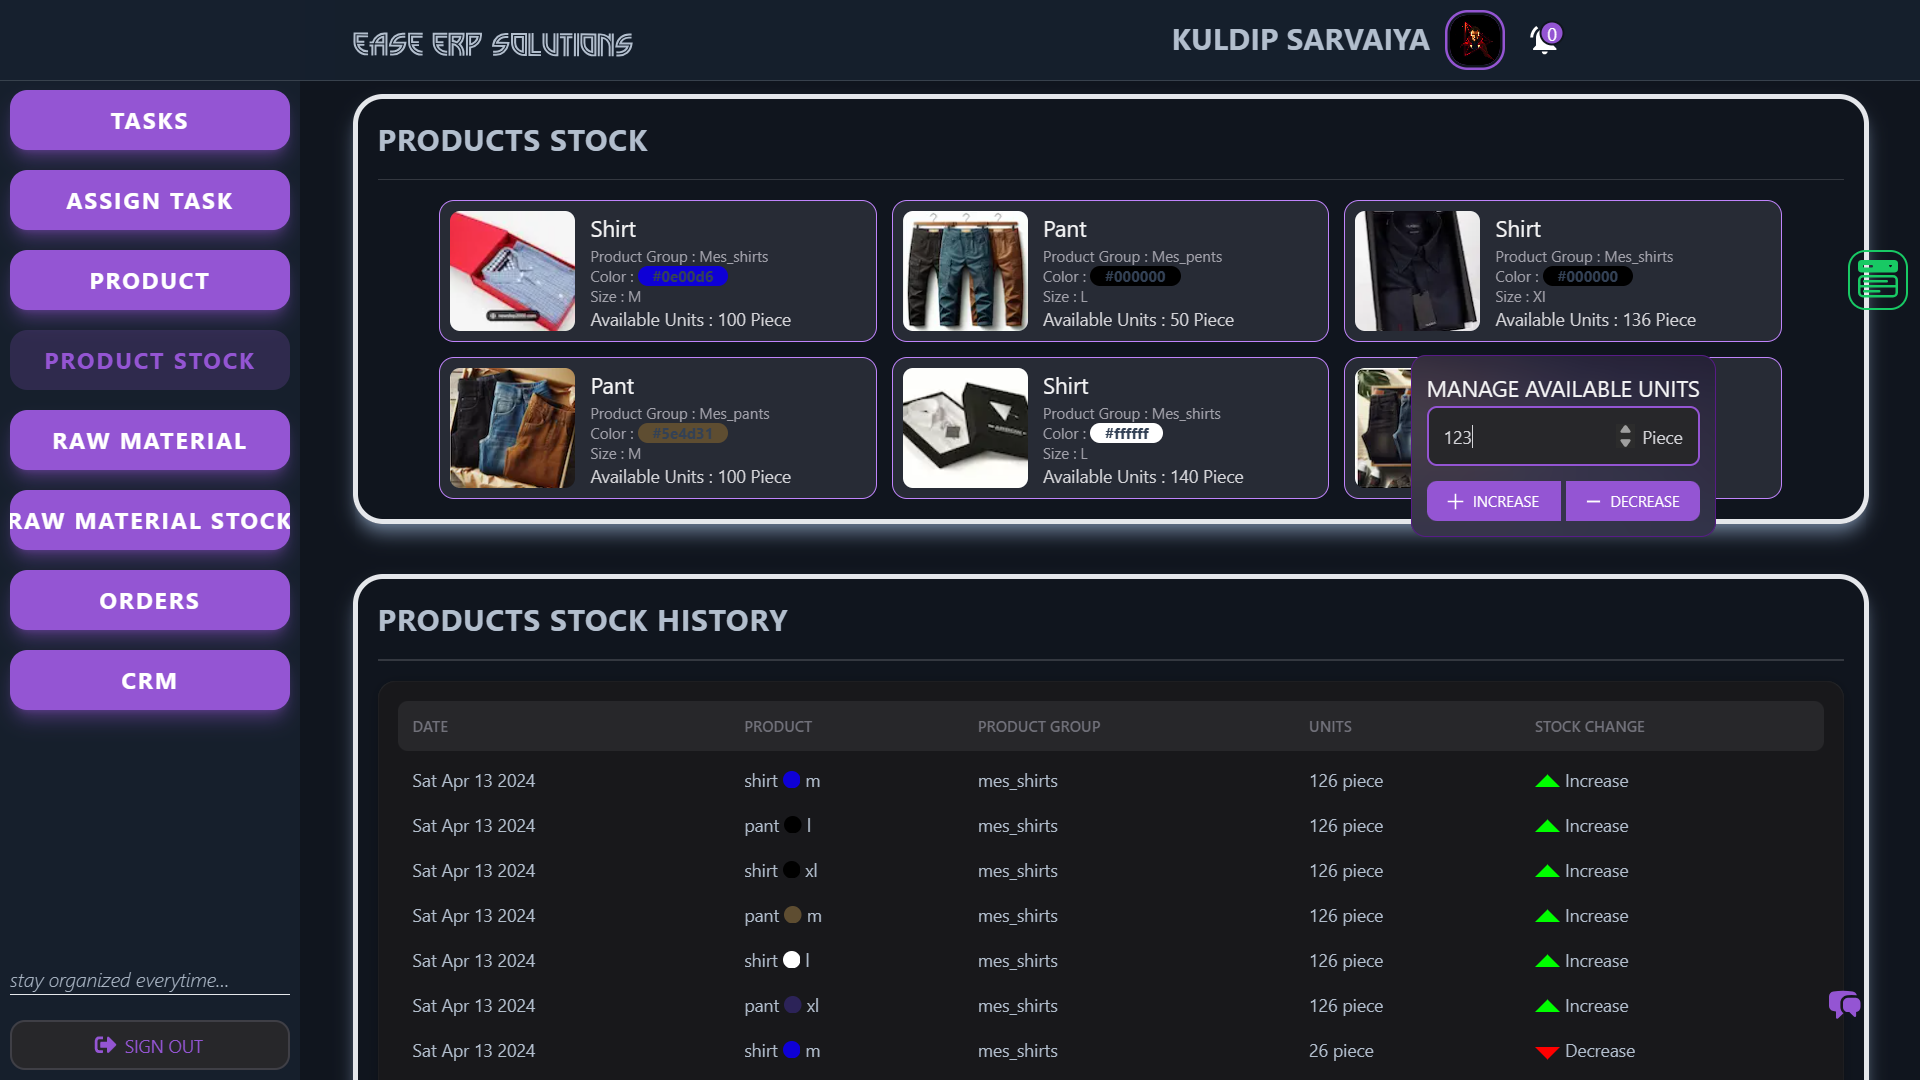 EASE ERP SOLUTIONS
KULDIP SARVAIYA
0
TASKS
ASSIGN TASK
PRODUCT
PRODUCT STOCK
RAW MATERIAL
RAW MATERIAL STOCK
ORDERS
CRM
stay organized everytime...
SIGN OUT
PRODUCTS STOCK
Shirt
Product Group : Mes_shirts
Color : #0e00d6
Size : M
Available Units : 100 Piece
Pant
Product Group : Mes_pents
Color : #000000
Size : L
Available Units : 50 Piece
Shirt
Product Group : Mes_shirts
Color : #000000
Size : Xl
Available Units : 136 Piece
Pant
Product Group : Mes_pants
Color : #5e4d31
Size : M
Available Units : 100 Piece
Shirt
Product Group : Mes_shirts
Color : #ffffff
Size : L
Available Units : 140 Piece
MANAGE AVAILABLE UNITS
123 Piece
INCREASE
DECREASE
PRODUCTS STOCK HISTORY
DATE PRODUCT PRODUCT GROUP UNITS STOCK CHANGE
Sat Apr 13 2024 shirt m mes_shirts 126 piece Increase
Sat Apr 13 2024 pant l mes_shirts 126 piece Increase
Sat Apr 13 2024 shirt xl mes_shirts 126 piece Increase
Sat Apr 13 2024 pant m mes_shirts 126 piece Increase
Sat Apr 13 2024 shirt l mes_shirts 126 piece Increase
Sat Apr 13 2024 pant xl mes_shirts 126 piece Increase
Sat Apr 13 2024 shirt m mes_shirts 26 piece Decrease